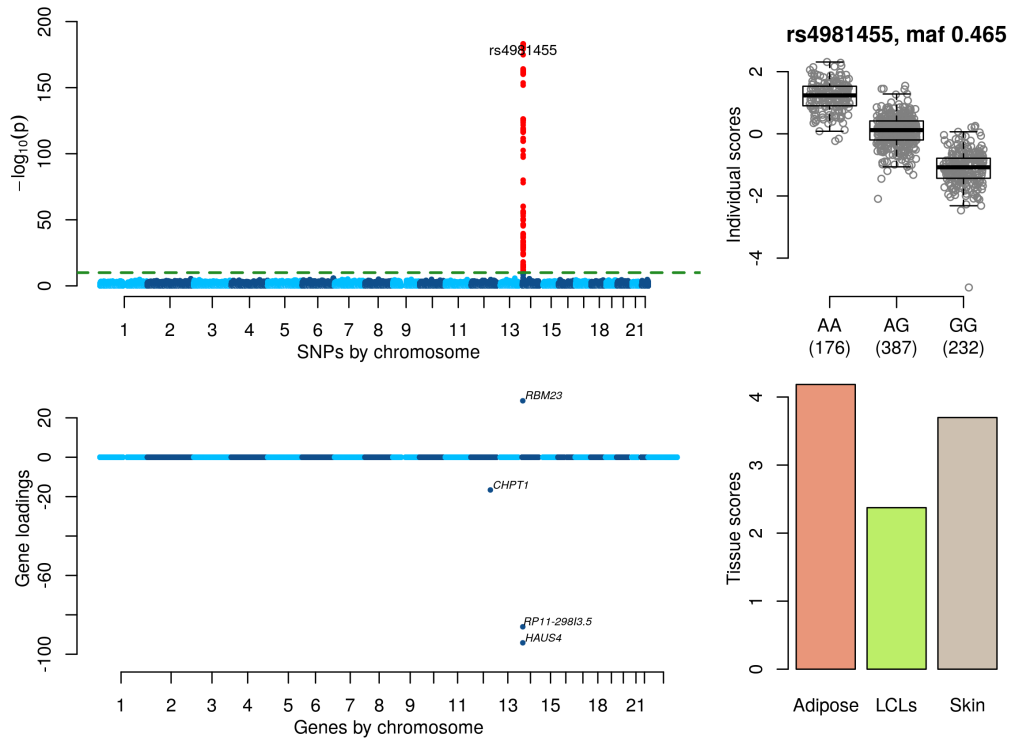 200
150
100
50
0
−log10(p)
rs4981455
1 2 3 4 5 6 7 8 9 11 13 15 18 21
SNPs by chromosome
rs4981455, maf 0.465
2
0
-2
-4
Individual scores
AA AG GG
(176) (387) (232)
20
0
-20
-60
-100
Gene loadings
RBM23
CHPT1
RP11-298I3.5
HAUS4
1 2 3 4 5 6 7 8 9 11 13 15 18 21
Genes by chromosome
4
3
2
1
0
Tissue scores
Adipose LCLs Skin